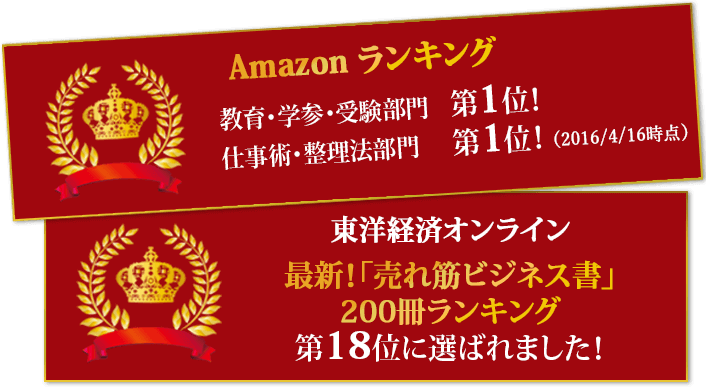 Amazon ランキング
教育・学参・受験部門 第1位!
仕事術・整理法部門 第1位!（2016/4/16時点）
東洋経済オンライン
最新!「売れ筋ビジネス書」
200冊ランキング
第18位に選ばれました!